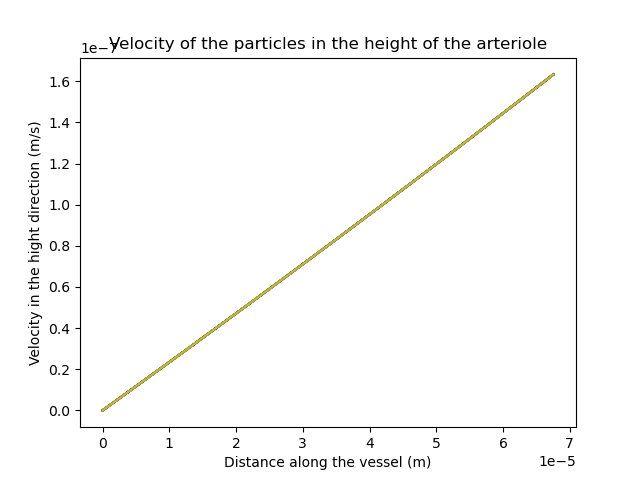 Velocity of the particles in the height of the arteriole
1e−7
1.6
1.4
1.2
1.0
0.8
0.6
0.4
0.2
0.0
Velocity in the hight direction (m/s)
0 1 2 3 4 5 6 7
1e−5
Distance along the vessel (m)